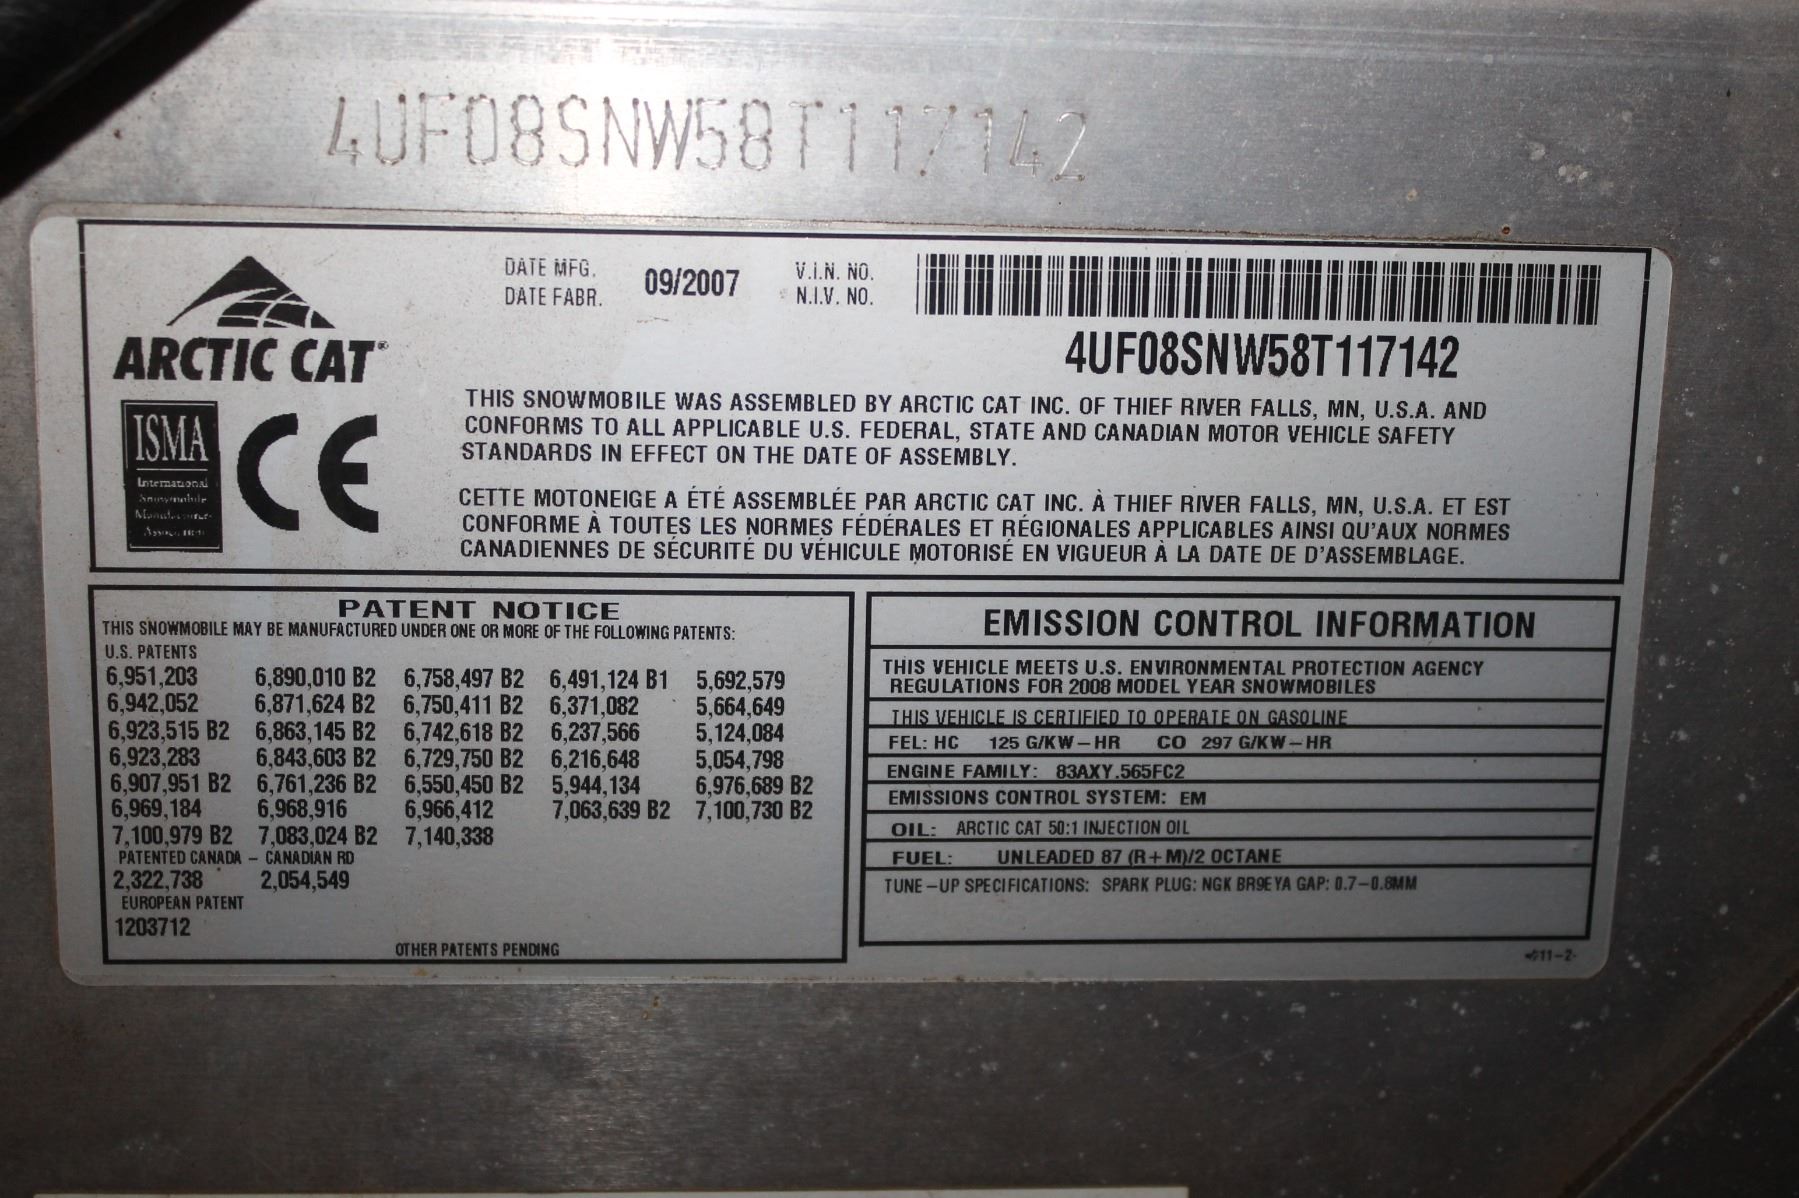 4UF08SNW58T117142
ARCTIC CAT®
DATE MFG. 09/2007 V.I.N. NO.
DATE FABR. N.I.V. NO.
4UF08SNW58T117142
ISMA
International
Snowmobile
Manufacturers
Association
CE
THIS SNOWMOBILE WAS ASSEMBLED BY ARCTIC CAT INC. OF THIEF RIVER FALLS, MN, U.S.A. AND
CONFORMS TO ALL APPLICABLE U.S. FEDERAL, STATE AND CANADIAN MOTOR VEHICLE SAFETY
STANDARDS IN EFFECT ON THE DATE OF ASSEMBLY.
CETTE MOTONEIGE A ÉTÉ ASSEMBLÉE PAR ARCTIC CAT INC. À THIEF RIVER FALLS, MN, U.S.A. ET EST
CONFORME À TOUTES LES NORMES FÉDÉRALES ET RÉGIONALES APPLICABLES AINSI QU'AUX NORMES
CANADIENNES DE SÉCURITÉ DU VÉHICULE MOTORISÉ EN VIGUEUR À LA DATE DE D'ASSEMBLAGE.
PATENT NOTICE
THIS SNOWMOBILE MAY BE MANUFACTURED UNDER ONE OR MORE OF THE FOLLOWING PATENTS:
U.S. PATENTS
6,951,203 6,890,010 B2 6,758,497 B2 6,491,124 B1 5,692,579
6,942,052 6,871,624 B2 6,750,411 B2 6,371,082 5,664,649
6,923,515 B2 6,863,145 B2 6,742,618 B2 6,237,566 5,124,084
6,923,283 6,843,603 B2 6,729,750 B2 6,216,648 5,054,798
6,907,951 B2 6,761,236 B2 6,550,450 B2 5,944,134 6,976,689 B2
6,969,184 6,968,916 6,966,412 7,063,639 B2 7,100,730 B2
7,100,979 B2 7,083,024 B2 7,140,338
PATENTED CANADA – CANADIAN RD
2,322,738 2,054,549
EUROPEAN PATENT
1203712
OTHER PATENTS PENDING
EMISSION CONTROL INFORMATION
THIS VEHICLE MEETS U.S. ENVIRONMENTAL PROTECTION AGENCY
REGULATIONS FOR 2008 MODEL YEAR SNOWMOBILES
THIS VEHICLE IS CERTIFIED TO OPERATE ON GASOLINE
FEL: HC 125 G/KW–HR CO 297 G/KW–HR
ENGINE FAMILY: 83AXY.565FC2
EMISSIONS CONTROL SYSTEM: EM
OIL: ARCTIC CAT 50:1 INJECTION OIL
FUEL: UNLEADED 87 (R+M)/2 OCTANE
TUNE–UP SPECIFICATIONS: SPARK PLUG: NGK BR9EYA GAP: 0.7–0.8MM